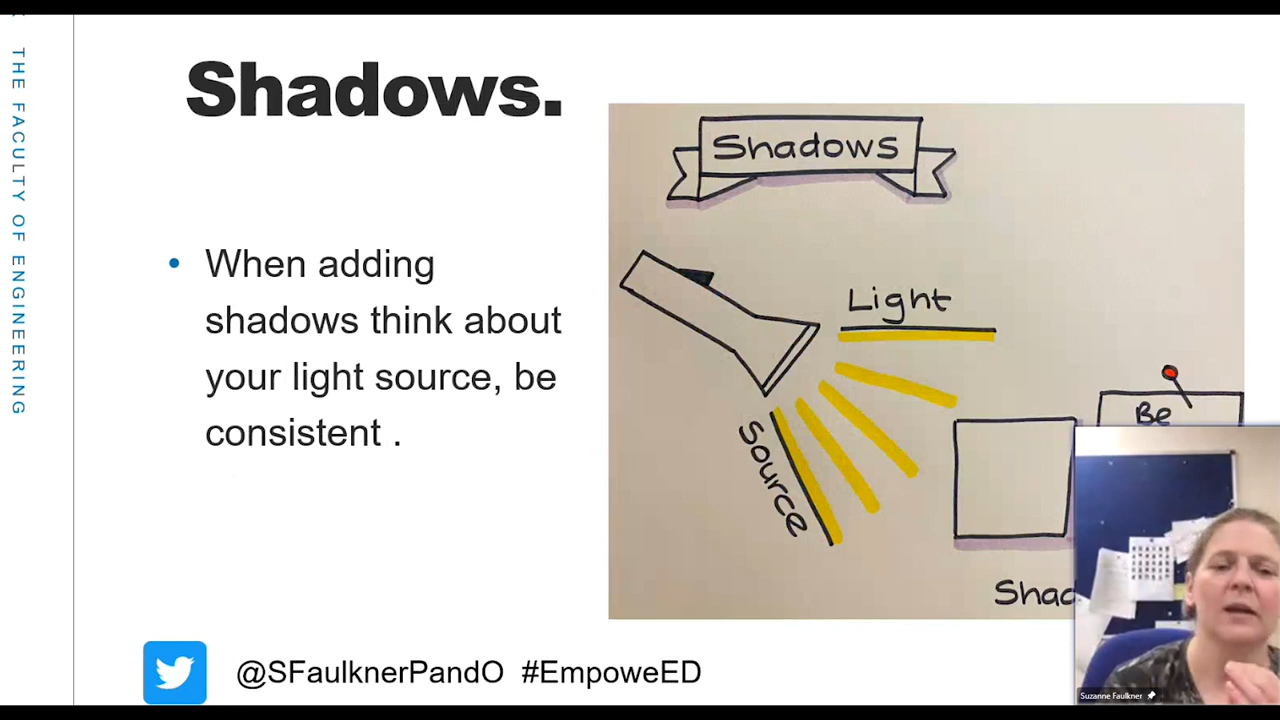 THE FACULTY OF ENGINEERING
Shadows.
When adding
shadows think about
your light source, be
consistent .
Shadows
Light
Source
Be
@SFaulknerPandO #EmpoweED
Suzanne Faulkner